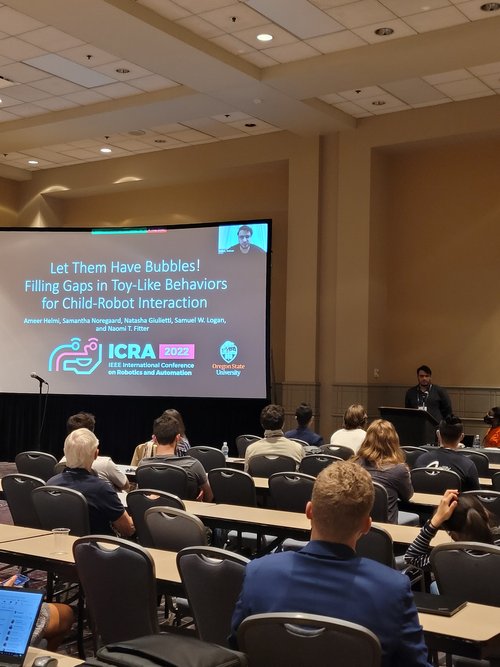 Let Them Have Bubbles!
Filling Gaps in Toy-Like Behaviors
for Child-Robot Interaction
Ameer Helmi, Samantha Noregaard, Natasha Giulietti, Samuel W. Logan,
and Naomi T. Fitter
ICRA 2022
IEEE International Conference
on Robotics and Automation
Oregon State
University